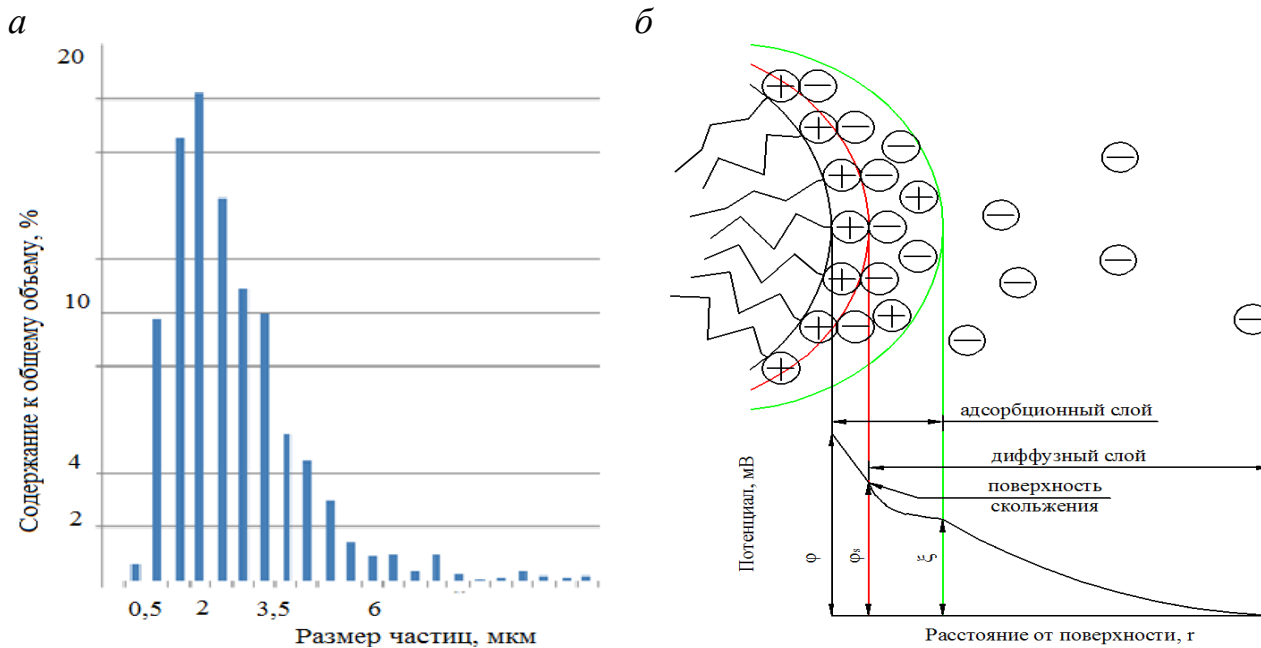 а
20
10
4
2
Содержание к общему объему, %
0,5 2 3,5 6
Размер частиц, мкм
б
адсорбционный слой
диффузный слой
поверхность
скольжения
Потенциал, мВ
φ
φs
ξ
Расстояние от поверхности, r